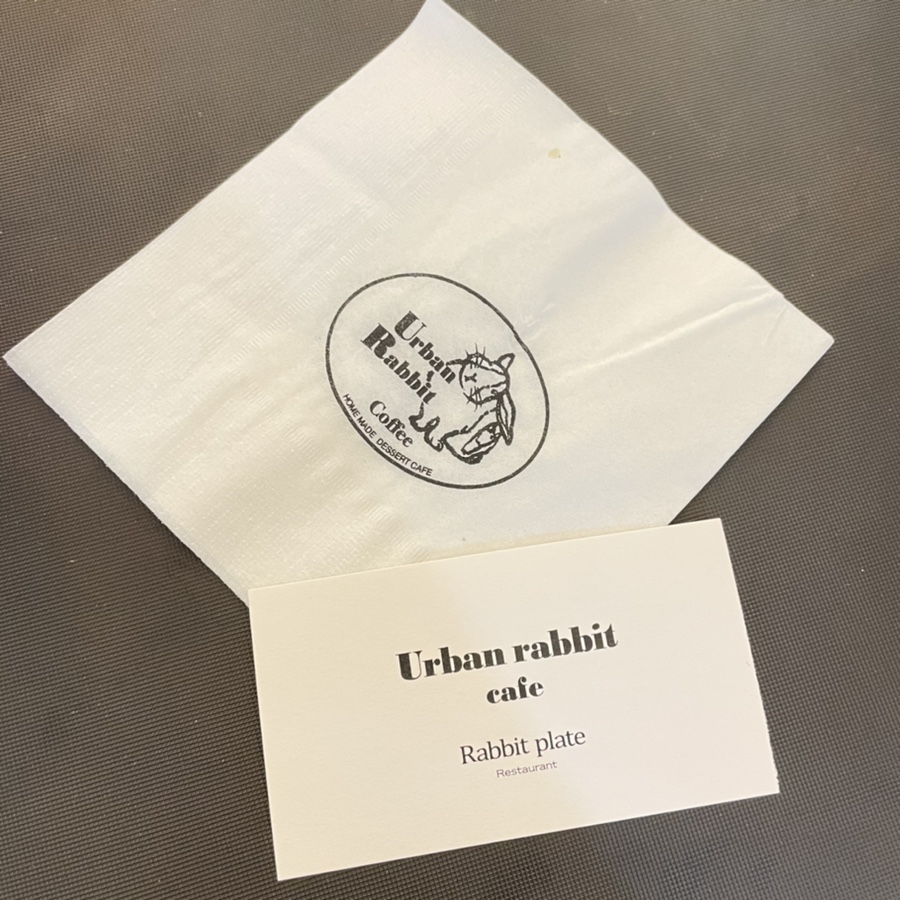 Urban
Rabbit
Coffee
HOME MADE DESSERT CAFE
Urban rabbit
cafe
Rabbit plate
Restaurant